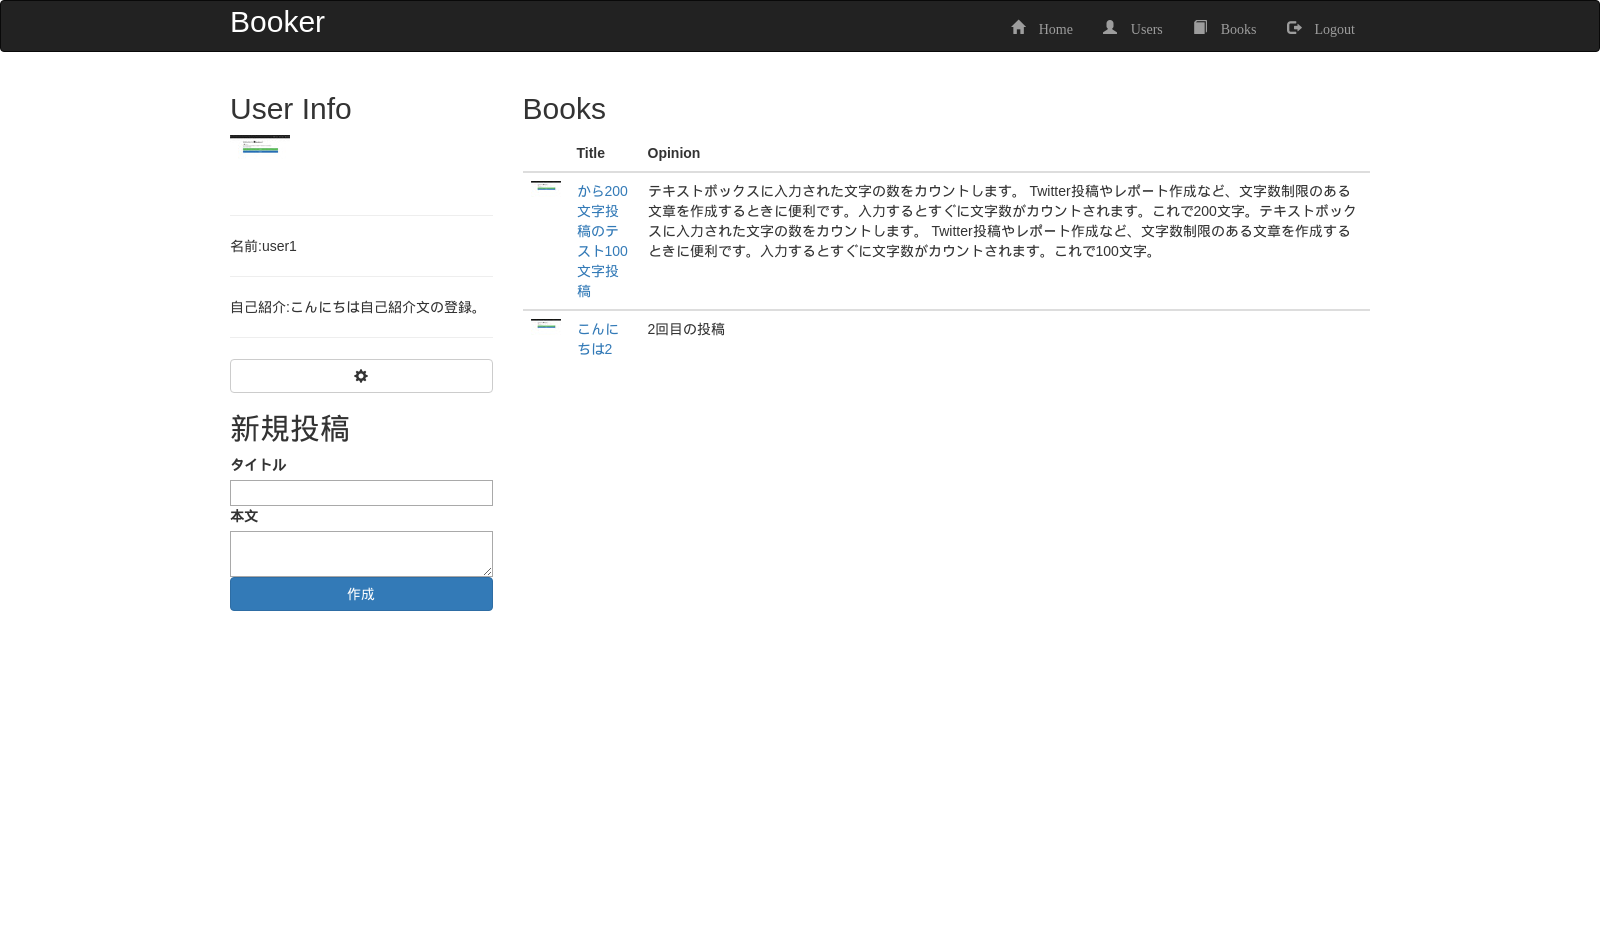 Booker
Home Users Books Logout
User Info
名前:user1
自己紹介:こんにちは自己紹介文の登録。
新規投稿
タイトル
本文
作成
Books
Title Opinion
から200
文字投
稿のテ
スト100
文字投
稿
テキストボックスに入力された文字の数をカウントします。 Twitter投稿やレポート作成など、文字数制限のある
文章を作成するときに便利です。入力するとすぐに文字数がカウントされます。これで200文字。テキストボック
スに入力された文字の数をカウントします。 Twitter投稿やレポート作成など、文字数制限のある文章を作成する
ときに便利です。入力するとすぐに文字数がカウントされます。これで100文字。
こんに
ちは2
2回目の投稿